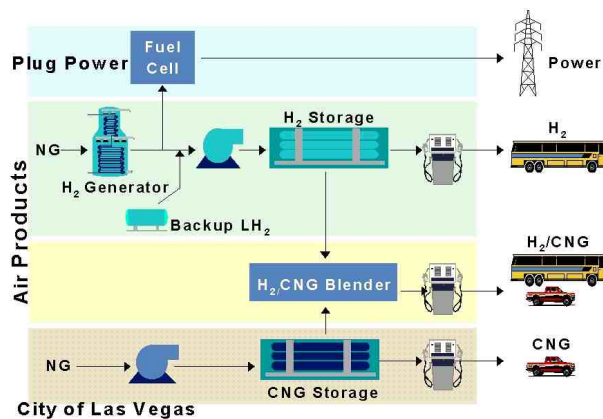 Fuel
Cell
Plug Power
Power
H₂ Storage
H₂
NG
H₂ Generator
Backup LH₂
Air Products
H₂/CNG
H₂/CNG Blender
CNG
NG
CNG Storage
City of Las Vegas